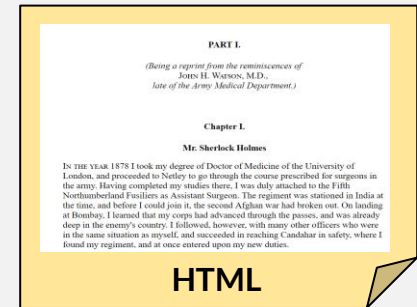 PART I.
(Being a reprint from the reminiscences of
JOHN H. WATSON, M.D.,
late of the Army Medical Department.)
Chapter I.
Mr. Sherlock Holmes
IN THE YEAR 1878 I took my degree of Doctor of Medicine of the University of
London, and proceeded to Netley to go through the course prescribed for surgeons in
the army. Having completed my studies there, I was duly attached to the Fifth
Northumberland Fusiliers as Assistant Surgeon. The regiment was stationed in India at
the time, and before I could join it, the second Afghan war had broken out. On landing
at Bombay, I learned that my corps had advanced through the passes, and was already
deep in the enemy's country. I followed, however, with many other officers who were
in the same situation as myself, and succeeded in reaching Candahar in safety, where I
found my regiment, and at once entered upon my new duties.
HTML